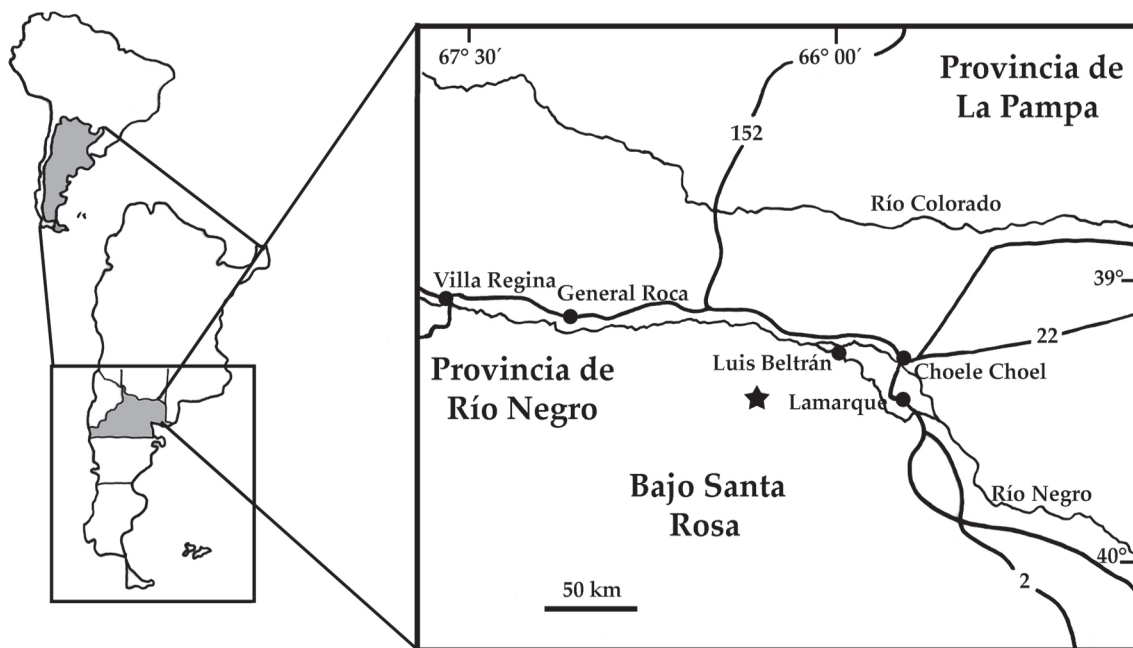 67° 30´
66° 00´
Provincia de
La Pampa
152
Río Colorado
39°
Villa Regina
General Roca
22
Luis Beltrán
Choele Choel
Provincia de
Río Negro
Lamarque
Bajo Santa
Rosa
Río Negro
40°
50 km
2